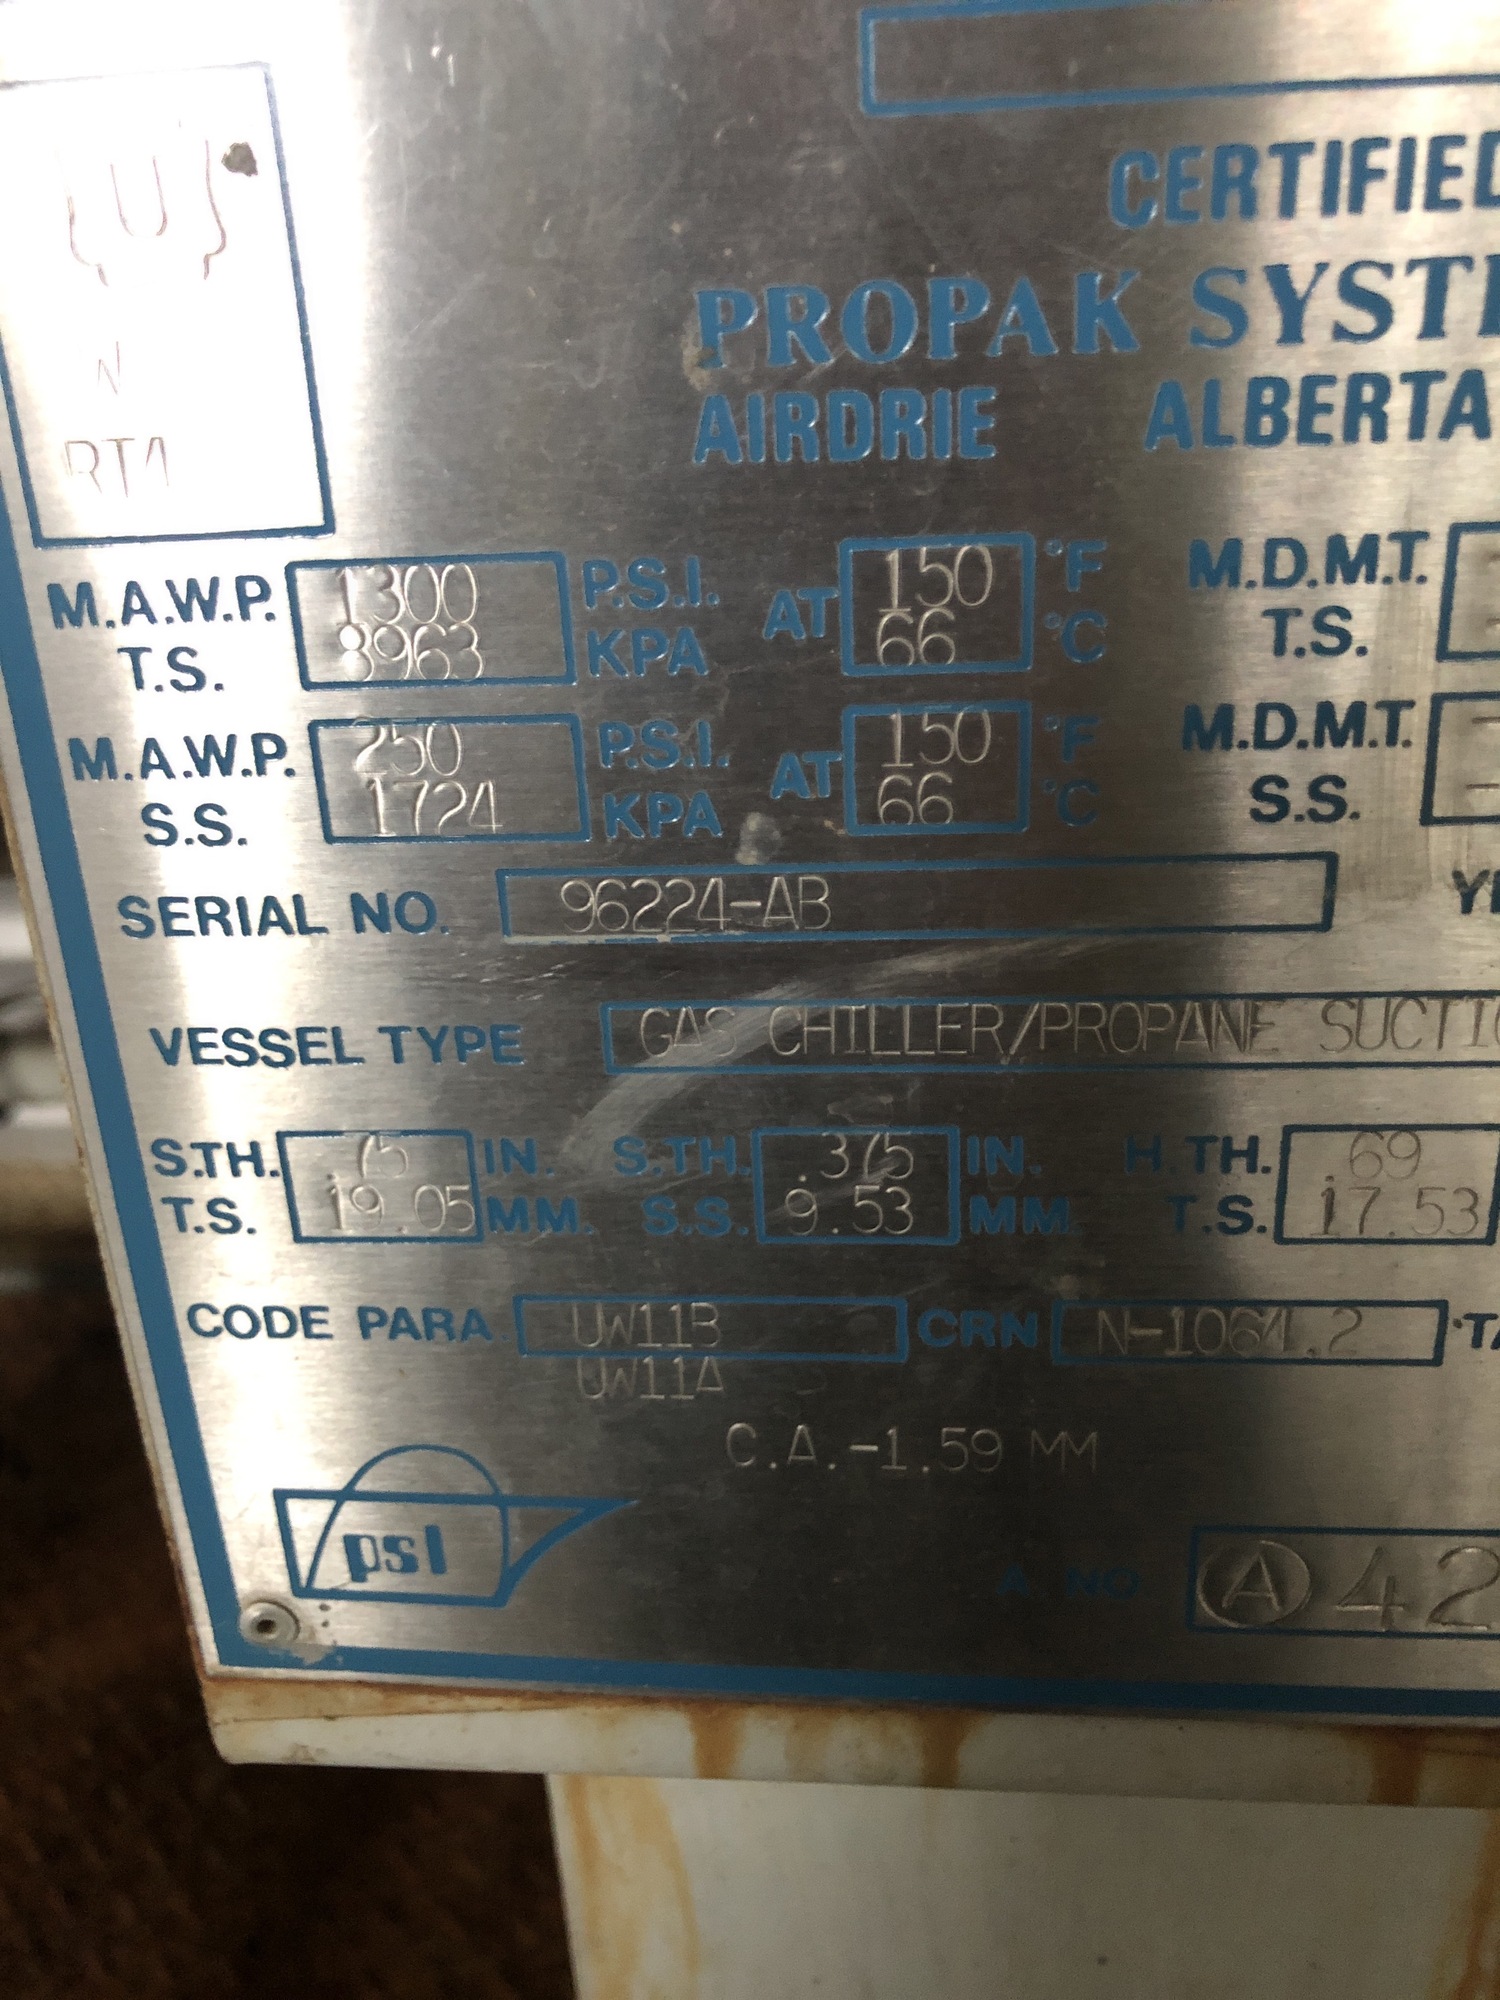 U
N
RT1
CERTIFIED
PROPAK SYSTE
AIRDRIE ALBERTA
M.A.W.P. T.S. 1300 P.S.I. 8963 KPA AT 150 °F 66 °C M.D.M.T. T.S.
M.A.W.P. S.S. 250 P.S.I. 1724 KPA AT 150 °F 66 °C M.D.M.T. S.S.
SERIAL NO. 96224-AB
VESSEL TYPE GAS CHILLER/PROPANE SUCTIO
S.TH. T.S. .75 IN. 19.05 MM. S.TH. S.S. .375 IN. 9.53 MM. H.TH. T.S. .69 17.53
CODE PARA. UW11B CRN N-1064.2
UW11A
C.A.-1.59 MM
psl
A NO. A 42